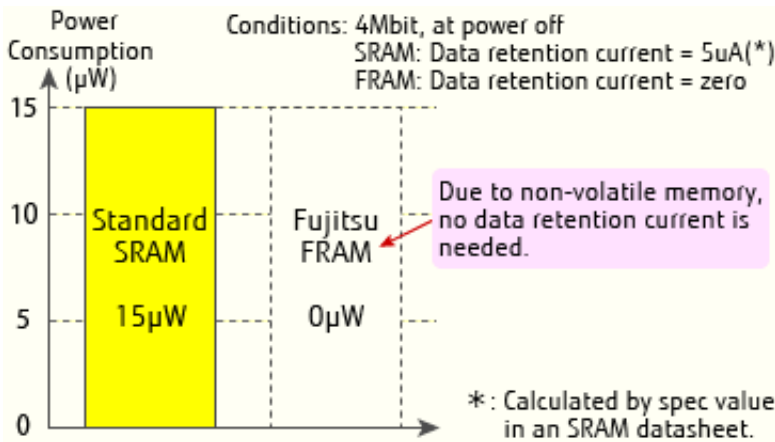 Power
Consumption
(µW)
Conditions: 4Mbit, at power off
SRAM: Data retention current = 5uA(*)
FRAM: Data retention current = zero
15
10
5
0
Standard
SRAM
15µW
Fujitsu
FRAM
0µW
Due to non-volatile memory,
no data retention current is
needed.
*: Calculated by spec value
in an SRAM datasheet.